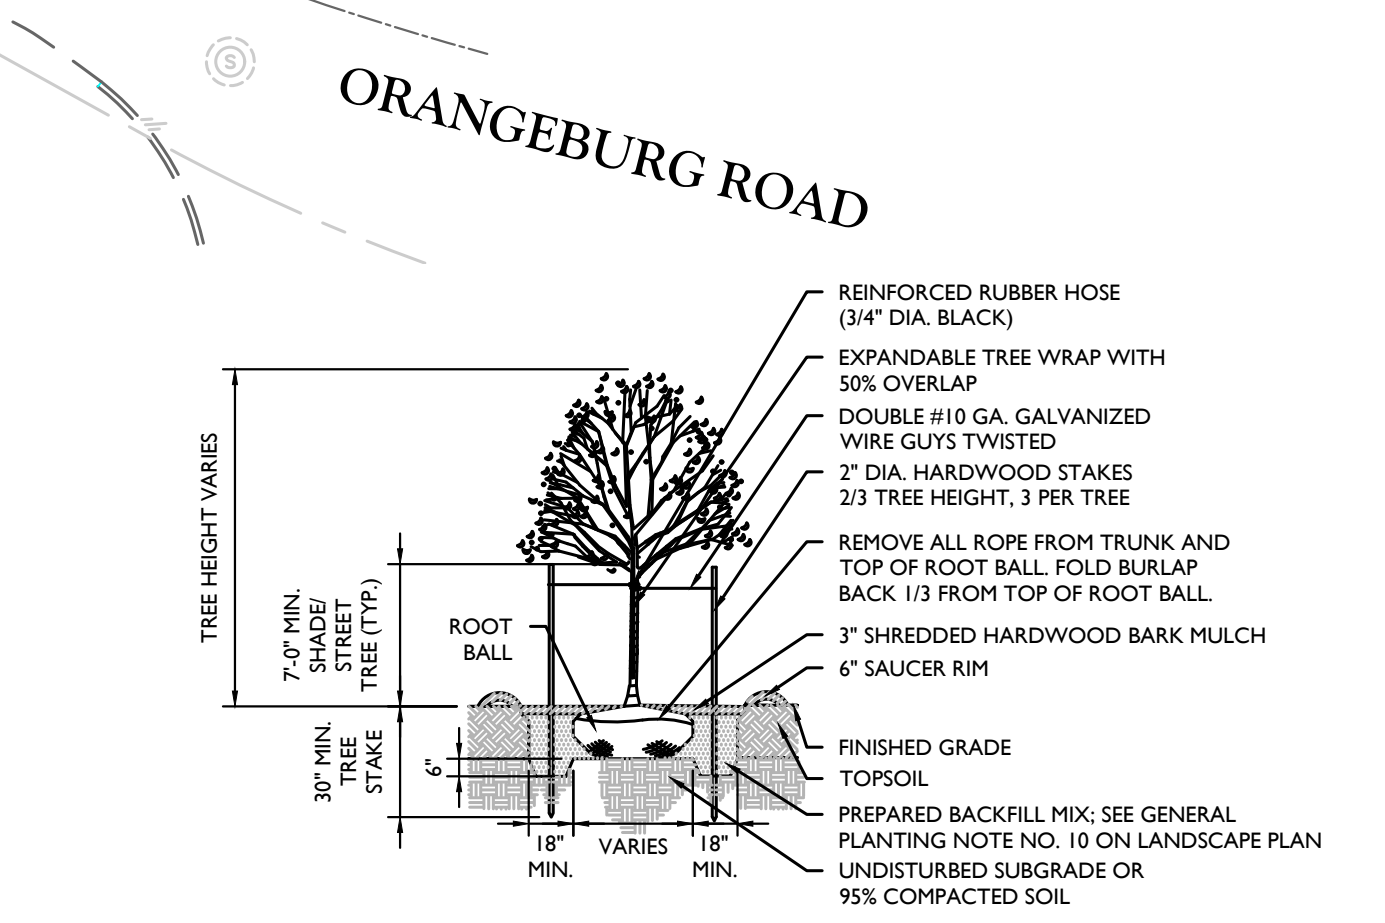 S
ORANGEBURG ROAD
REINFORCED RUBBER HOSE
(3/4" DIA. BLACK)
EXPANDABLE TREE WRAP WITH
50% OVERLAP
DOUBLE #10 GA. GALVANIZED
WIRE GUYS TWISTED
2" DIA. HARDWOOD STAKES
2/3 TREE HEIGHT, 3 PER TREE
REMOVE ALL ROPE FROM TRUNK AND
TOP OF ROOT BALL. FOLD BURLAP
BACK 1/3 FROM TOP OF ROOT BALL.
3" SHREDDED HARDWOOD BARK MULCH
6" SAUCER RIM
FINISHED GRADE
TOPSOIL
PREPARED BACKFILL MIX; SEE GENERAL
PLANTING NOTE NO. 10 ON LANDSCAPE PLAN
UNDISTURBED SUBGRADE OR
95% COMPACTED SOIL
TREE HEIGHT VARIES
7'-0" MIN.
SHADE/
STREET
TREE (TYP.)
ROOT
BALL
30" MIN.
TREE
STAKE
6"
18"
MIN.
VARIES
18"
MIN.